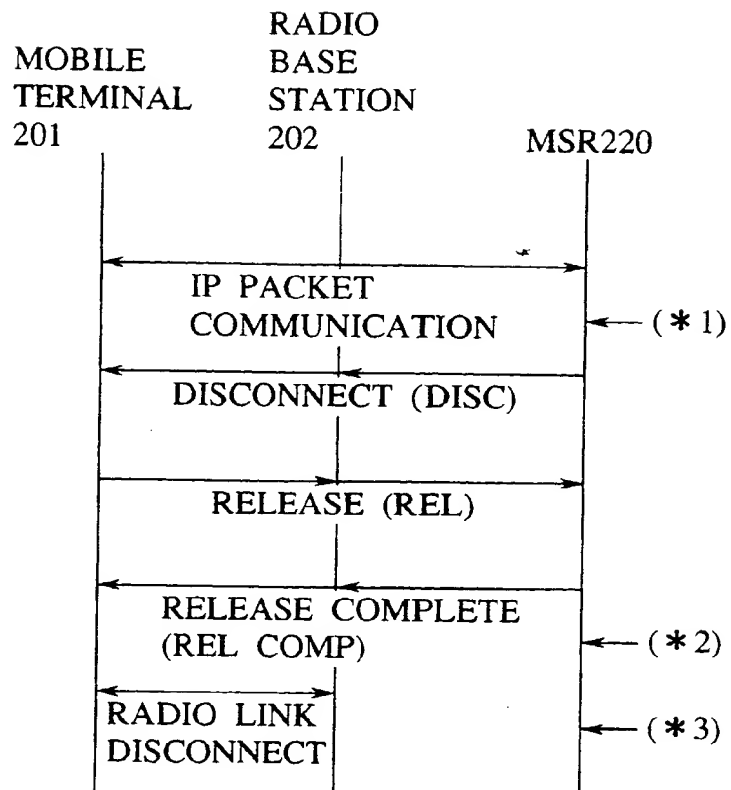 MOBILE
TERMINAL
201
RADIO
BASE
STATION
202
MSR220
IP PACKET
COMMUNICATION
(*1)
DISCONNECT (DISC)
RELEASE (REL)
RELEASE COMPLETE
(REL COMP)
(*2)
RADIO LINK
DISCONNECT
(*3)